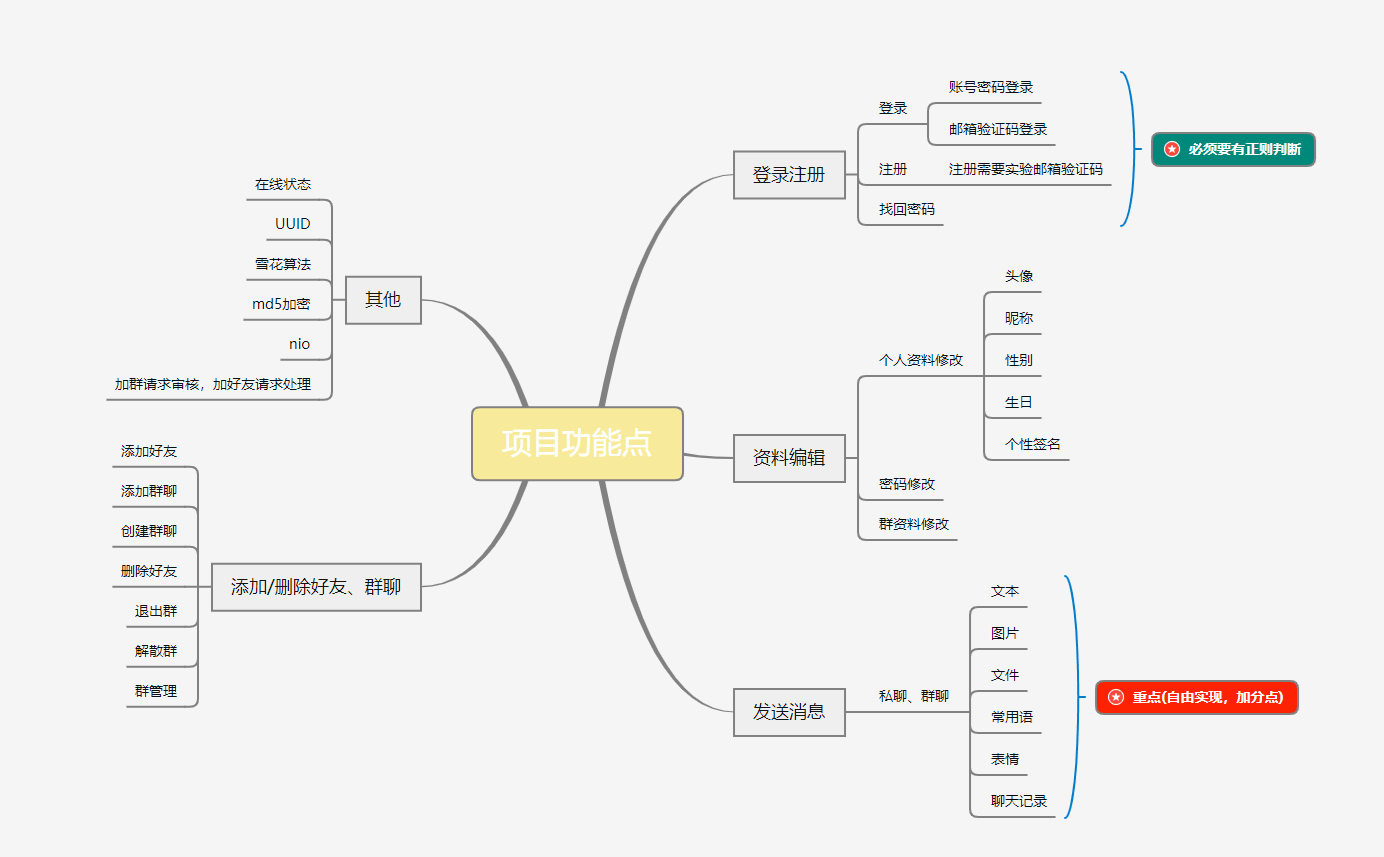 项目功能点
登录注册
登录
账号密码登录
邮箱验证码登录
注册
注册需要实验邮箱验证码
找回密码
必须要有正则判断
资料编辑
个人资料修改
头像
昵称
性别
生日
个性签名
密码修改
群资料修改
发送消息
私聊、群聊
文本
图片
文件
常用语
表情
聊天记录
重点(自由实现，加分点)
其他
在线状态
UUID
雪花算法
md5加密
nio
加群请求审核，加好友请求处理
添加/删除好友、群聊
添加好友
添加群聊
创建群聊
删除好友
退出群
解散群
群管理